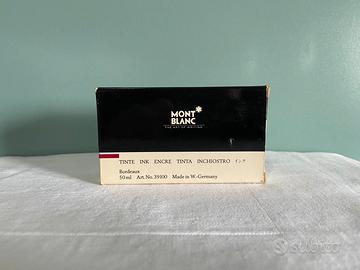 MONT
BLANC
THE ART OF WRITING
TINTE INK ENCRE TINTA INCHIOSTRO インク
Bordeaux
50 ml Art. No. 39100 Made in W.-Germany
subito